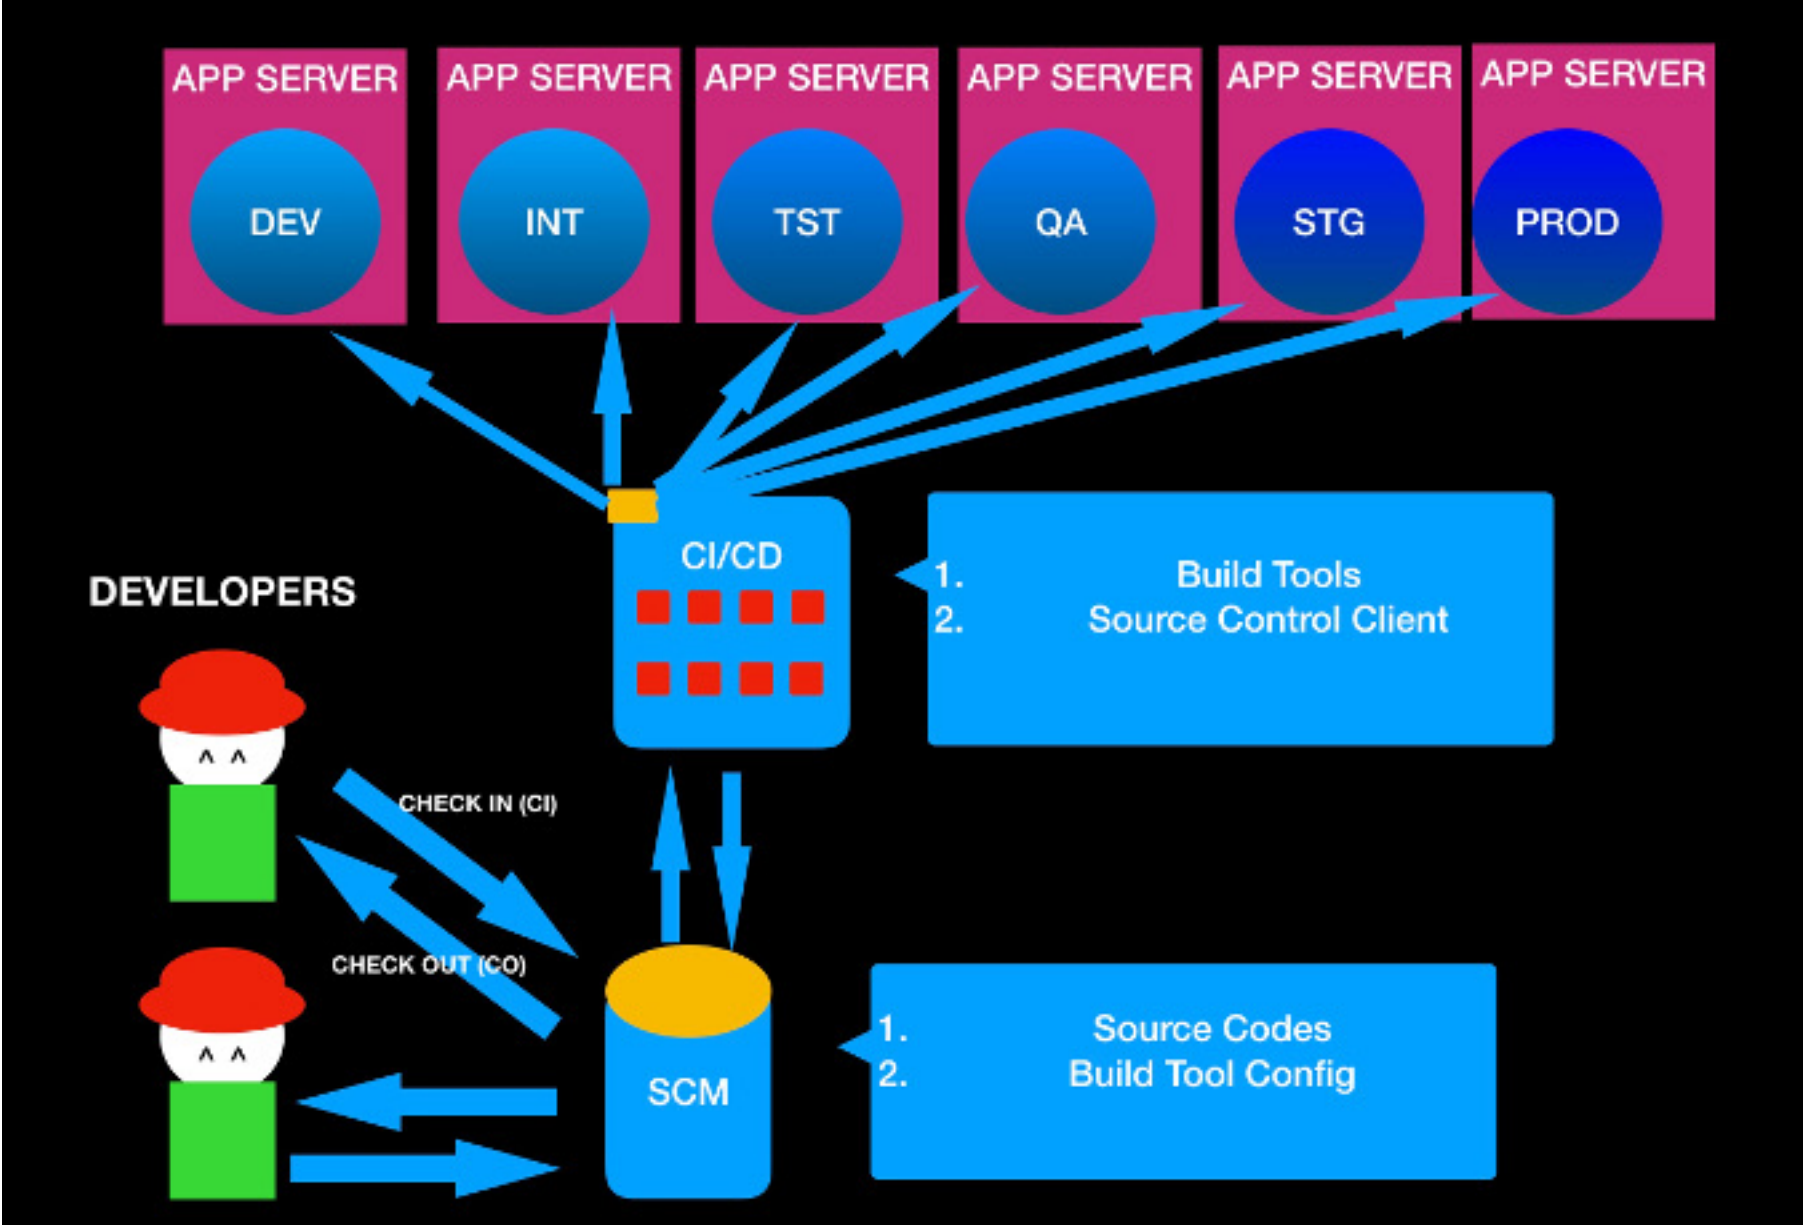 APP SERVER
APP SERVER
APP SERVER
APP SERVER
APP SERVER
APP SERVER
DEV
INT
TST
QA
STG
PROD
CI/CD
1. Build Tools
2. Source Control Client
DEVELOPERS
^ ^
CHECK IN (CI)
CHECK OUT (CO)
^ ^
SCM
1. Source Codes
2. Build Tool Config